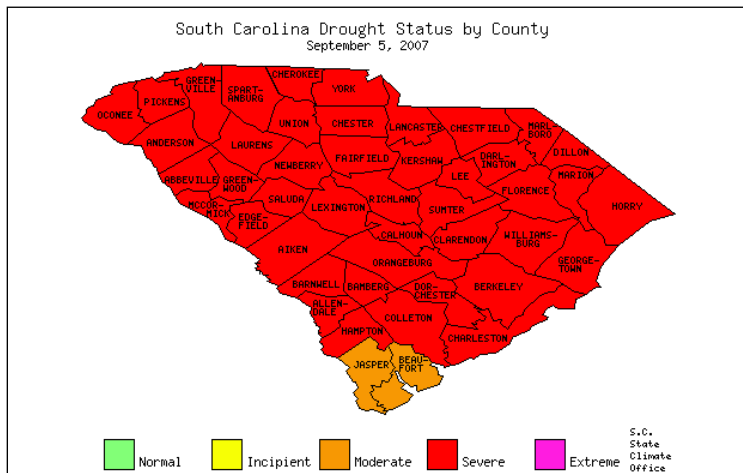 South Carolina Drought Status by County
September 5, 2007
CHEROKEE
GREEN-
VILLE
SPART-
ANBURG
YORK
PICKENS
OCONEE
UNION
CHESTER
LANCASTER
CHESTFIELD
MARL-
BORO
ANDERSON
LAURENS
NEWBERRY
FAIRFIELD
KERSHAW
DARL-
INGTON
DILLON
LEE
MARION
ABBEVILLE
GREEN-
WOOD
SALUDA
LEXINGTON
RICHLAND
SUMTER
FLORENCE
HORRY
MCCOR-
MICK
EDGE-
FIELD
CALHOUN
CLARENDON
WILLIAMS-
BURG
AIKEN
ORANGEBURG
GEORGE-
TOWN
BARNWELL
BAMBERG
DOR-
CHESTER
BERKELEY
ALLEN-
DALE
COLLETON
HAMPTON
CHARLESTON
JASPER
BEAU-
FORT
Normal
Incipient
Moderate
Severe
Extreme
S.C.
State
Climate
Office